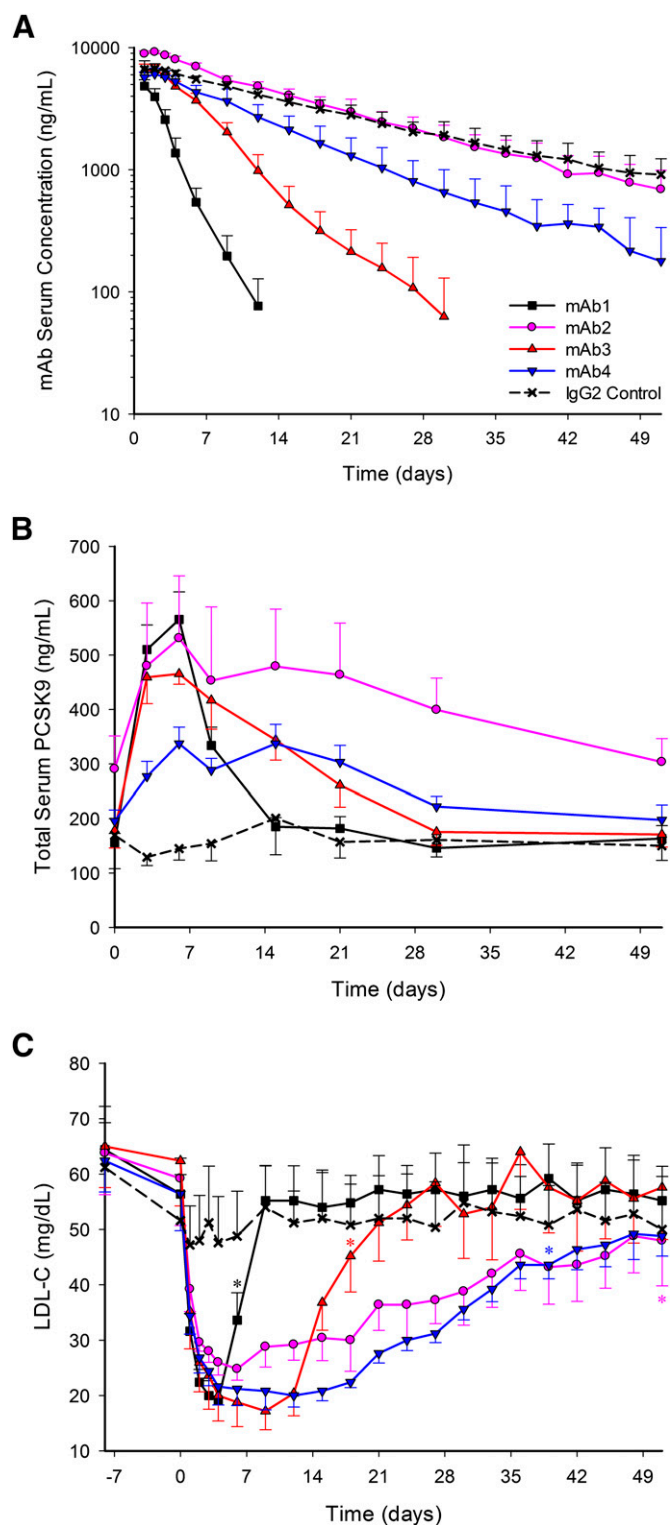 A
mAb Serum Concentration (ng/mL)
10000
1000
100
10
mAb1
mAb2
mAb3
mAb4
IgG2 Control
0 7 14 21 28 35 42 49
Time (days)
B
Total Serum PCSK9 (ng/mL)
700
600
500
400
300
200
100
0
0 7 14 21 28 35 42 49
Time (days)
C
LDL-C (mg/dL)
80
70
60
50
40
30
20
10
* * * *
-7 0 7 14 21 28 35 42 49
Time (days)